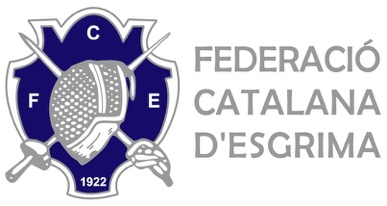 C
F E
1922
FEDERACIÓ
CATALANA
D'ESGRIMA